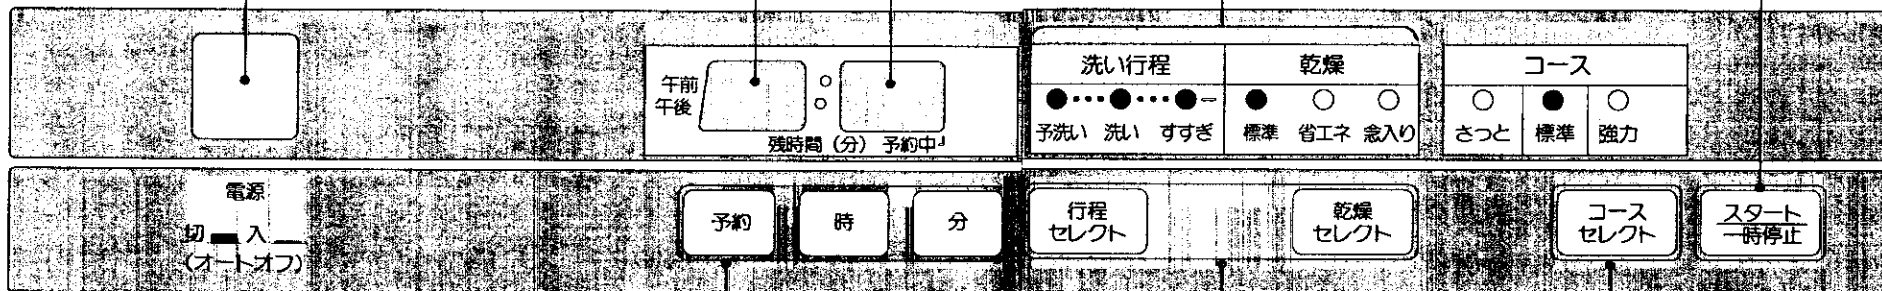 午前
午後
残時間(分) 予約中
洗い行程
予洗い 洗い すすぎ
乾燥
標準 省エネ 念入り
コース
さっと 標準 強力
電源
切 入
(オートオフ)
予約
時
分
行程
セレクト
乾燥
セレクト
コース
セレクト
スタート
一時停止